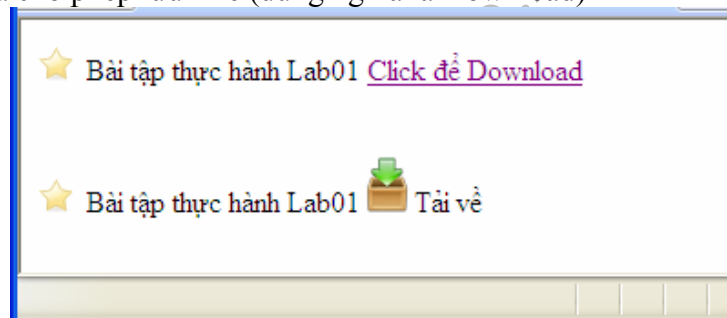 Bài tập thực hành Lab01 Click để Download
Bài tập thực hành Lab01 Tải về